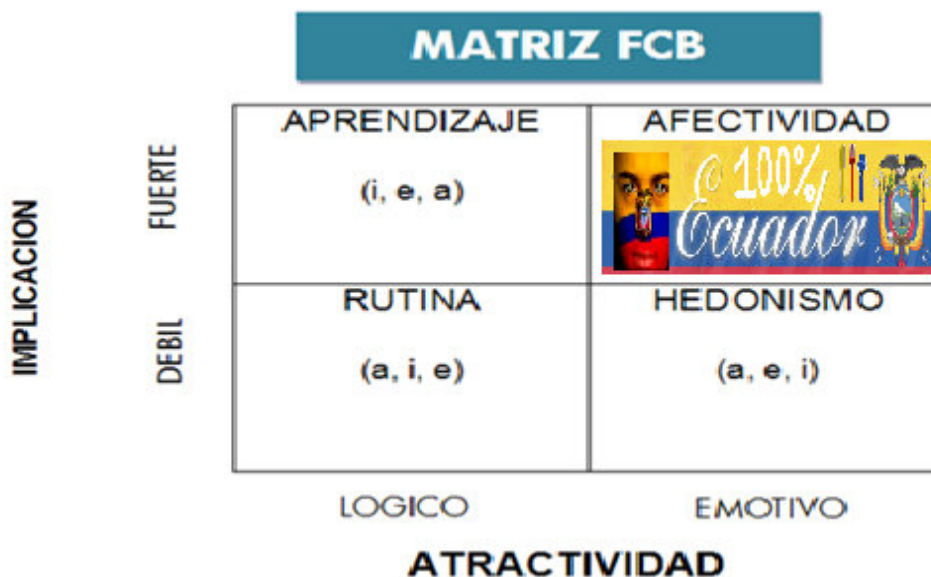 MATRIZ FCB
APRENDIZAJE
AFECTIVIDAD
FUERTE
(i, e, a)
100%
Ecuador
IMPLICACION
RUTINA
HEDONISMO
DEBIL
(a, i, e)
(a, e, i)
LOGICO
EMOTIVO
ATRACTIVIDAD